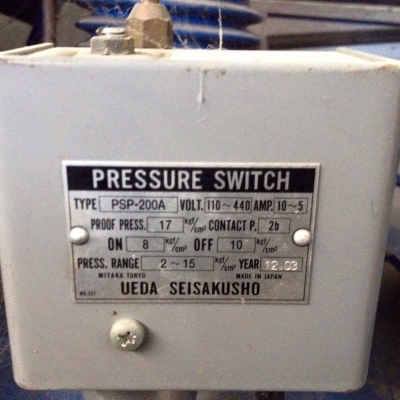 PRESSURE SWITCH
TYPE PSP-200A VOLT. 110~440 AMP. 10~5
PROOF PRESS. 17 kgf/cm² CONTACT P. 2b
ON 8 kgf/cm² OFF 10 kgf/cm²
PRESS. RANGE 2~15 kgf/cm² YEAR 12.03
MITAKA TOKYO MADE IN JAPAN
UEDA SEISAKUSHO